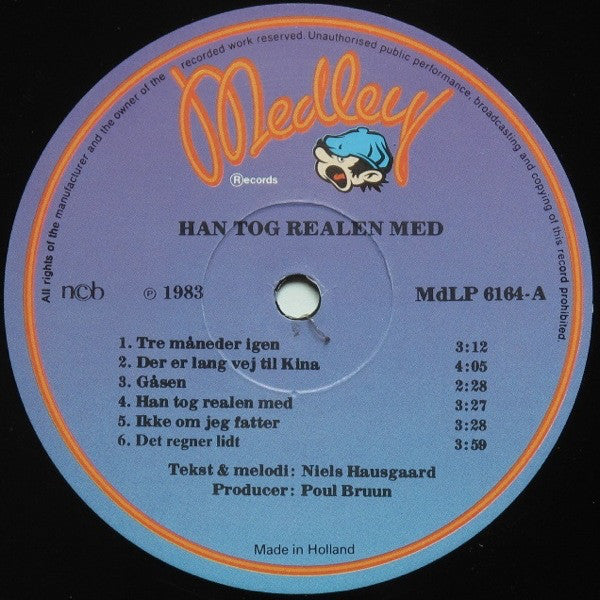 All rights of the manufacturer and the owner of the recorded work reserved. Unauthorised public performance, broadcasting and copying of this record prohibited.
Medley
Records
HAN TOG REALEN MED
ncb ℗ 1983 MdLP 6164-A
1. Tre måneder igen 3:12
2. Der er lang vej til Kina 4:05
3. Gåsen 2:28
4. Han tog realen med 3:27
5. Ikke om jeg fatter 3:28
6. Det regner lidt 3:59
Tekst & melodi: Niels Hausgaard
Producer: Poul Bruun
Made in Holland